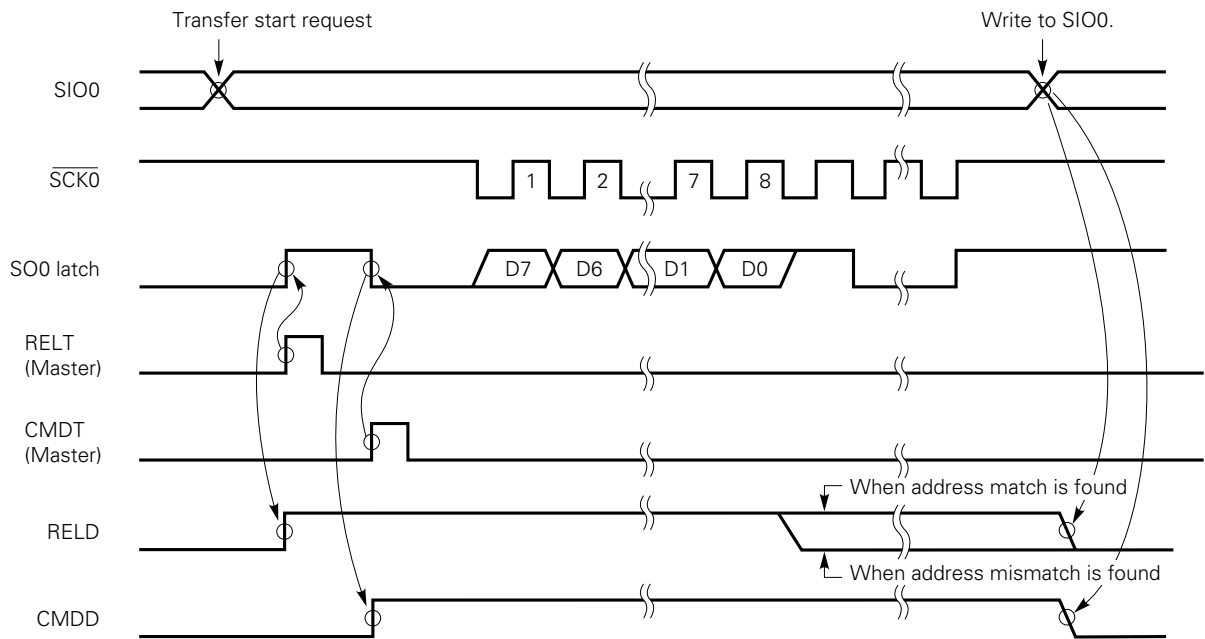 Transfer start request
Write to SIO0.
SIO0
SCK0
1 2 7 8
SO0 latch
D7 D6 D1 D0
RELT
(Master)
CMDT
(Master)
When address match is found
RELD
When address mismatch is found
CMDD